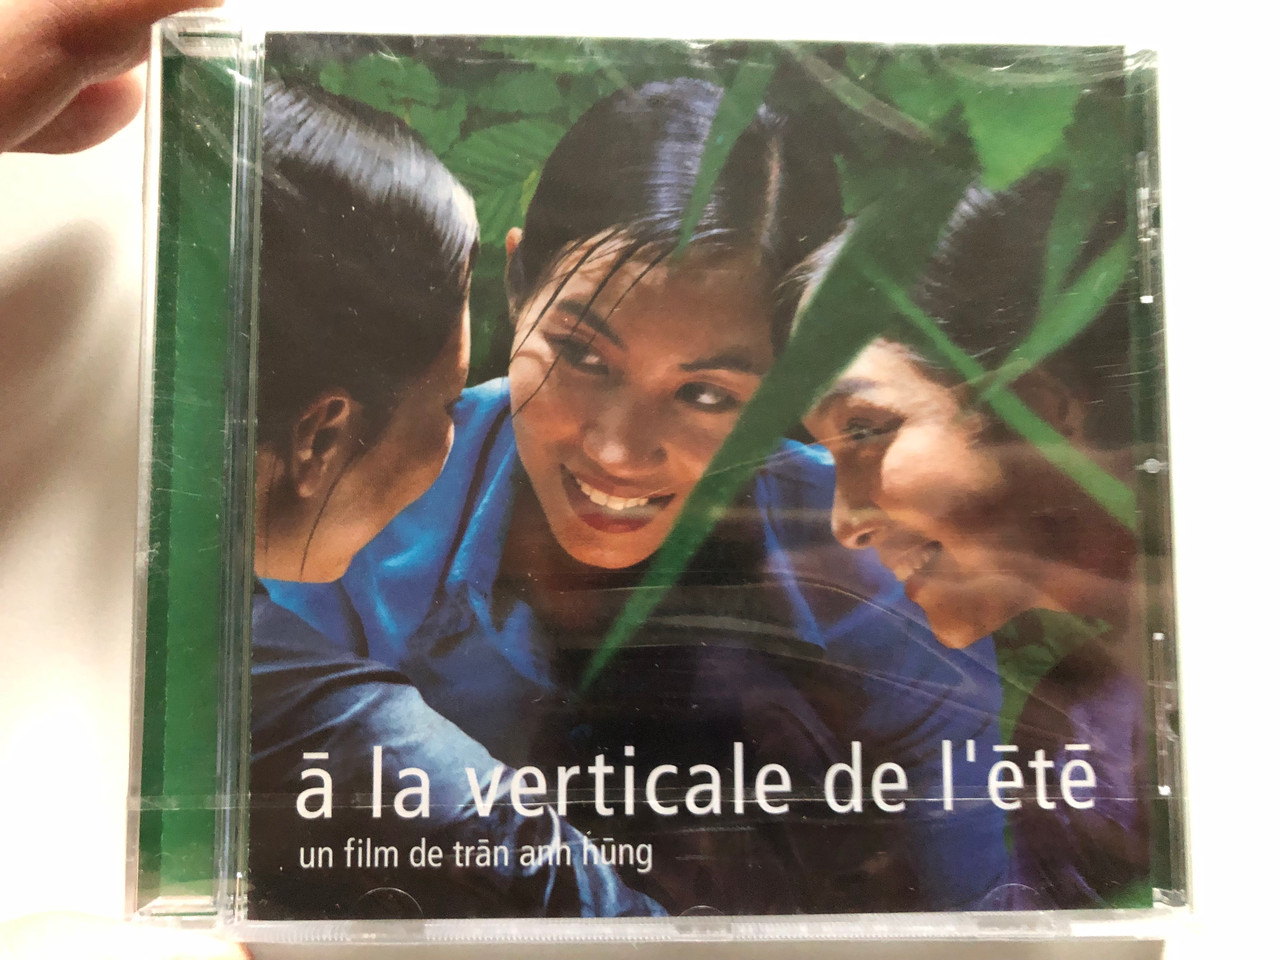 ā la verticale de l'ētē
un film de trān anh hūng